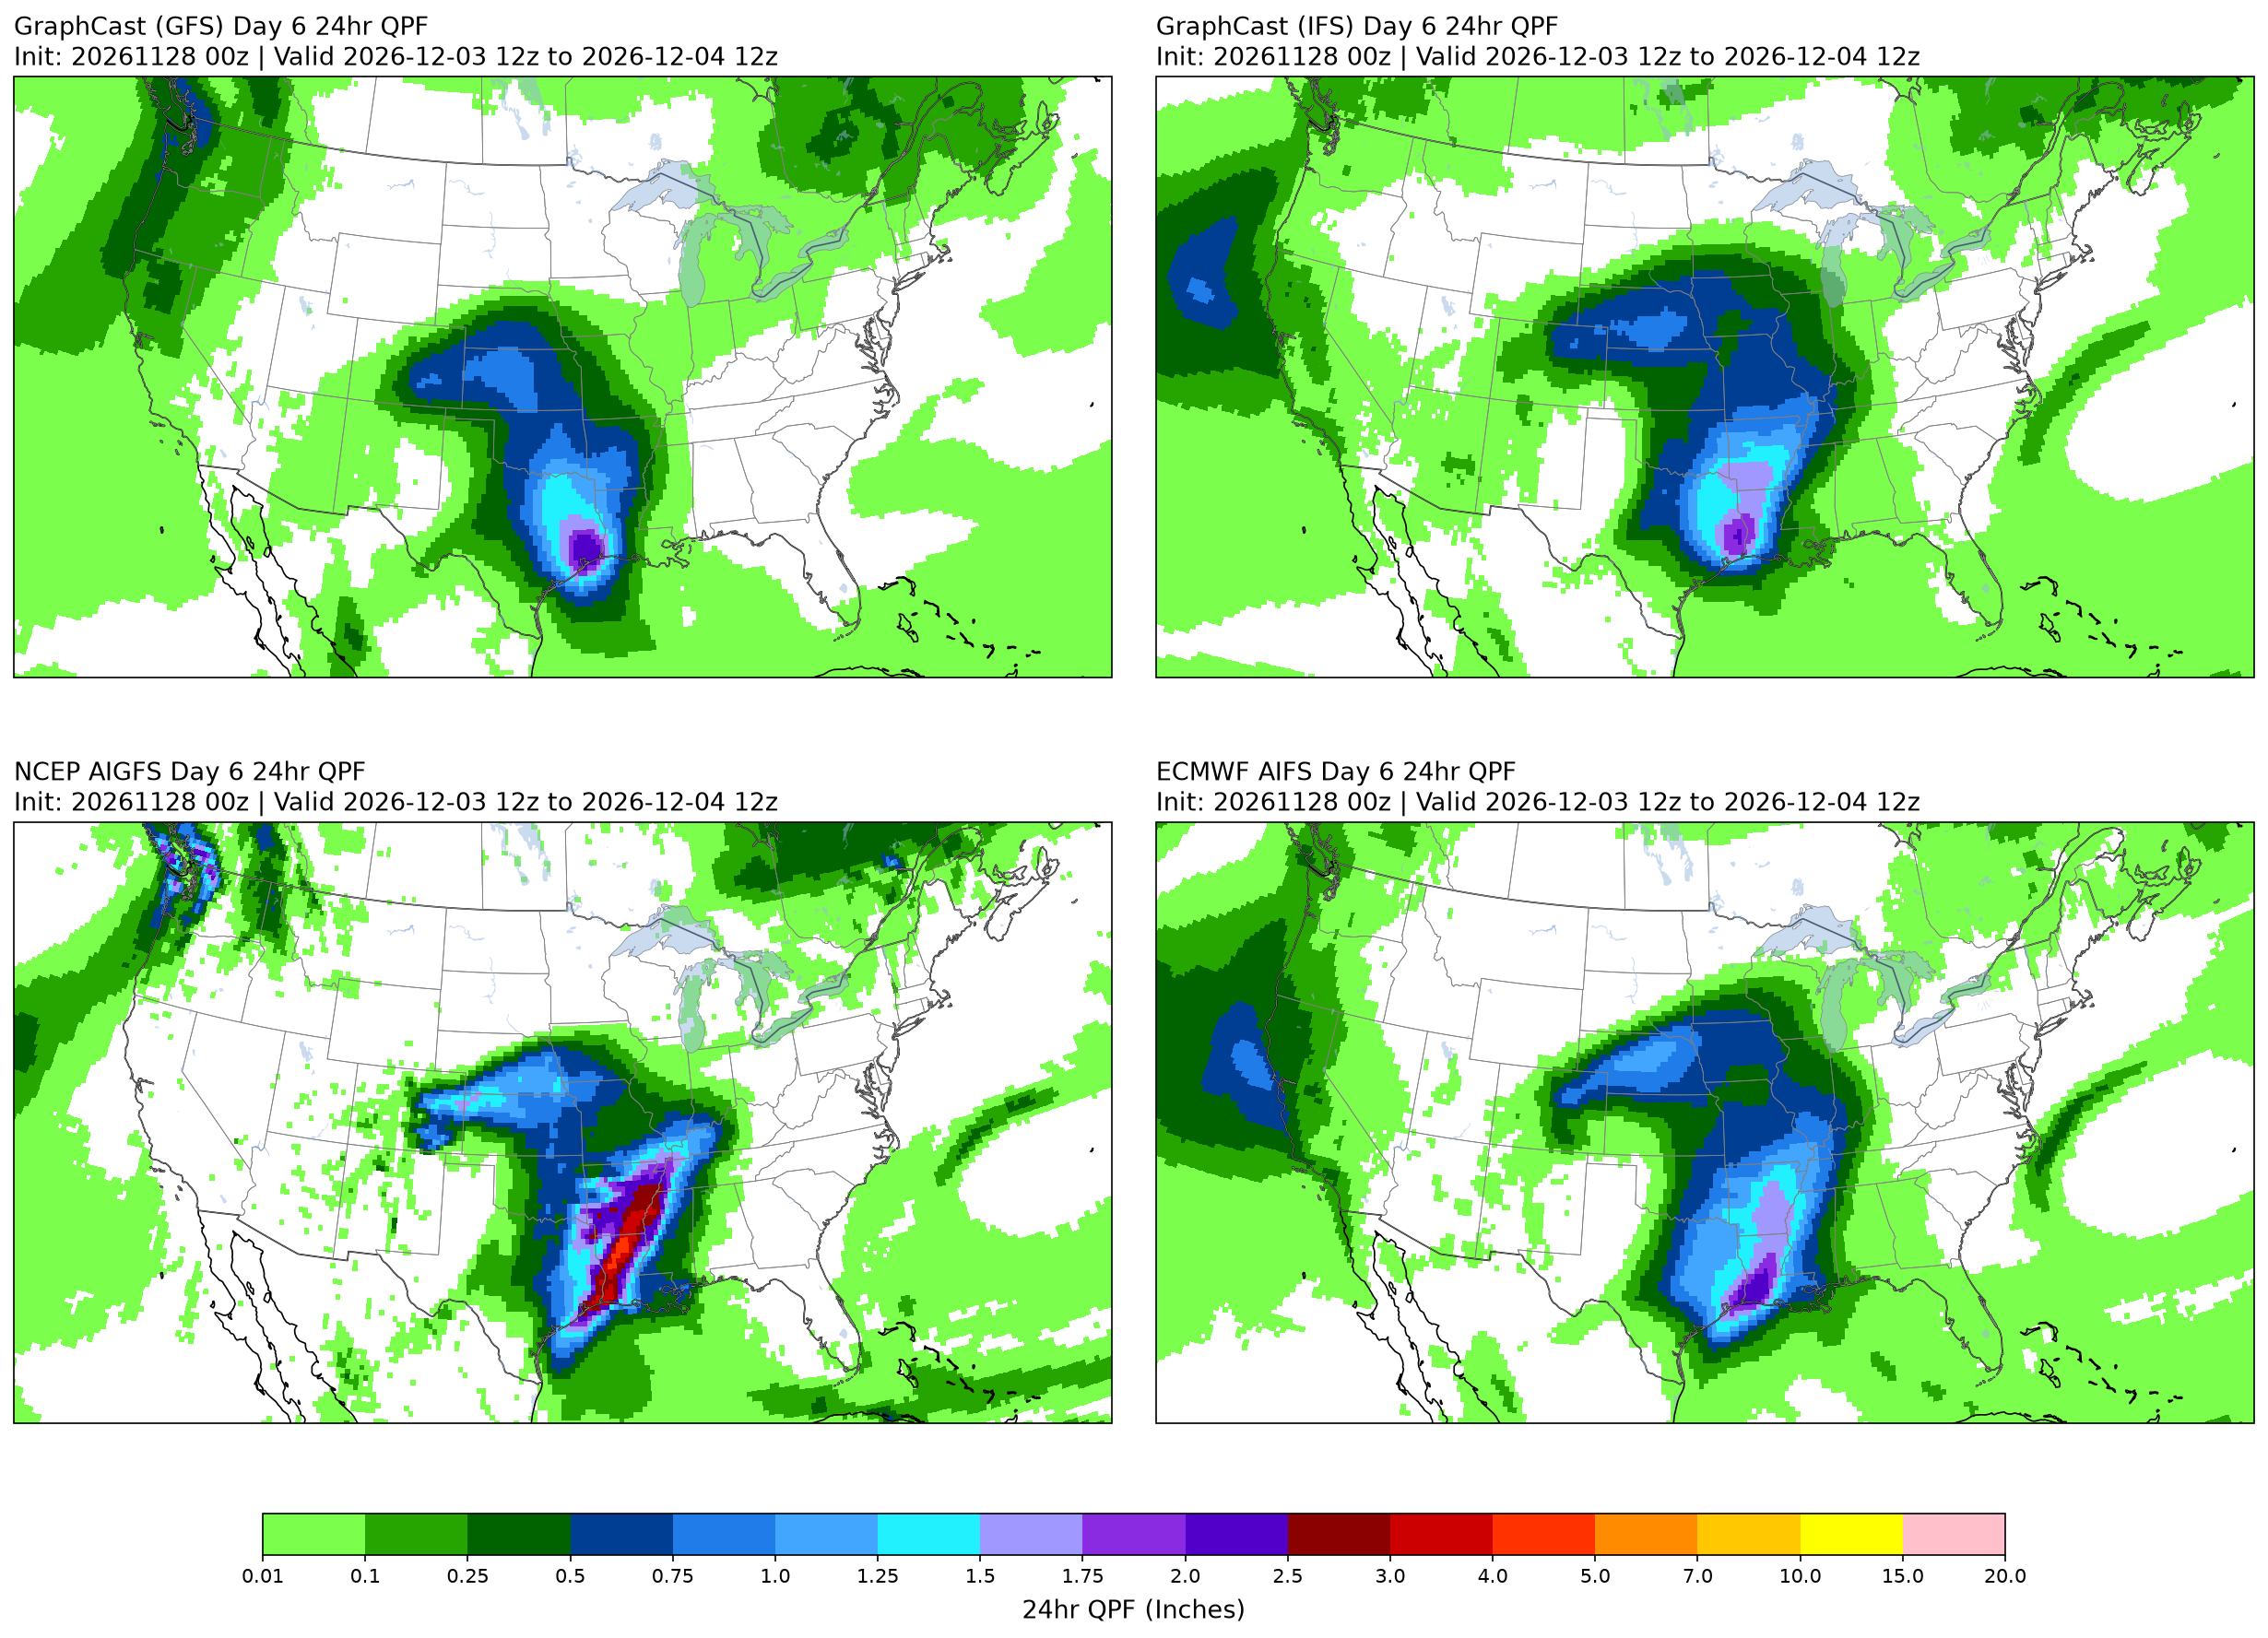 GraphCast (GFS) Day 6 24hr QPF
Init: 20261128 00z | Valid 2026-12-03 12z to 2026-12-04 12z
GraphCast (IFS) Day 6 24hr QPF
Init: 20261128 00z | Valid 2026-12-03 12z to 2026-12-04 12z
NCEP AIGFS Day 6 24hr QPF
Init: 20261128 00z | Valid 2026-12-03 12z to 2026-12-04 12z
ECMWF AIFS Day 6 24hr QPF
Init: 20261128 00z | Valid 2026-12-03 12z to 2026-12-04 12z
0.01 0.1 0.25 0.5 0.75 1.0 1.25 1.5 1.75 2.0 2.5 3.0 4.0 5.0 7.0 10.0 15.0 20.0
24hr QPF (Inches)